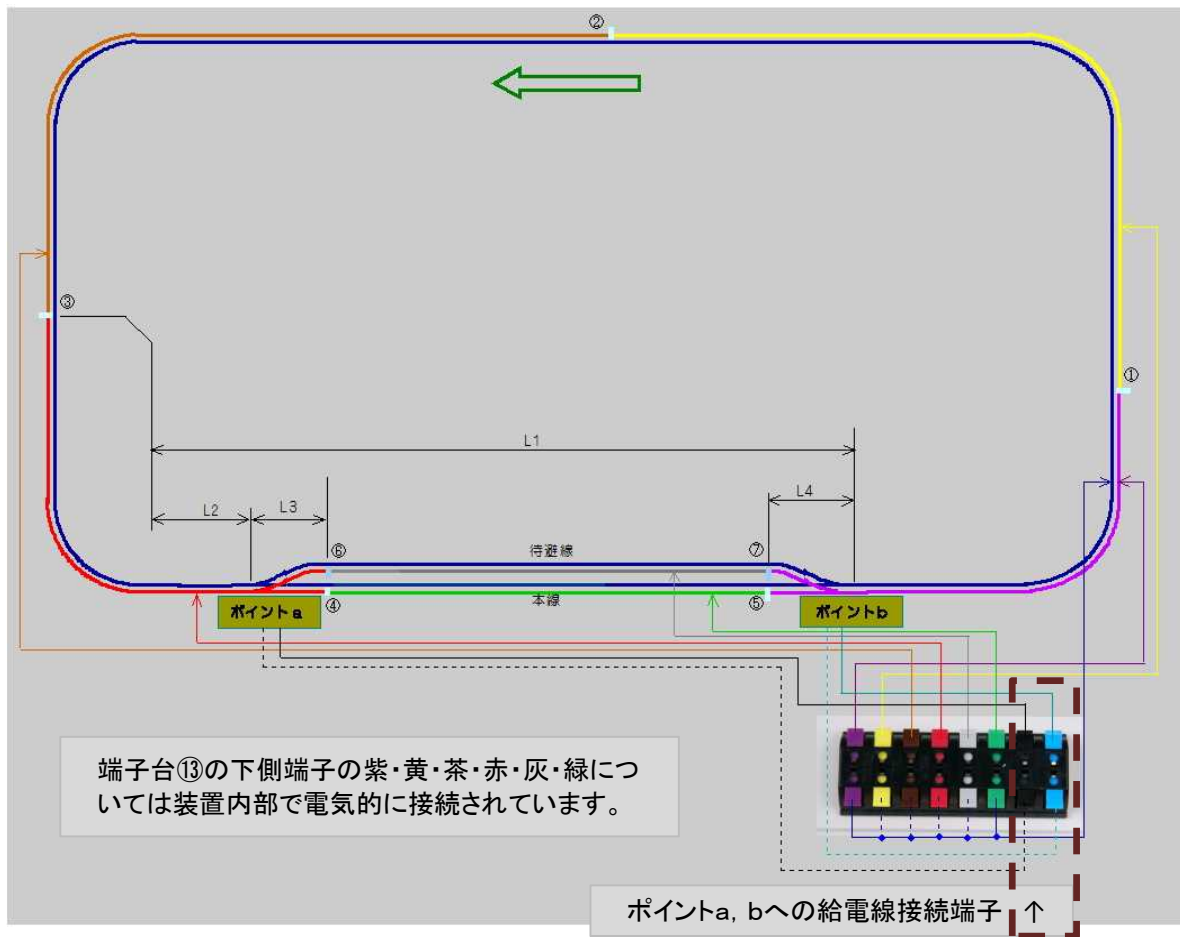 ②
③
①
L1
L2
L3
L4
⑥
待避線
⑦
ポイントa
④
本線
⑤
ポイントb
端子台⑬の下側端子の紫・黄・茶・赤・灰・緑につ
いては装置内部で電気的に接続されています。
ポイントa, bへの給電線接続端子 ↑